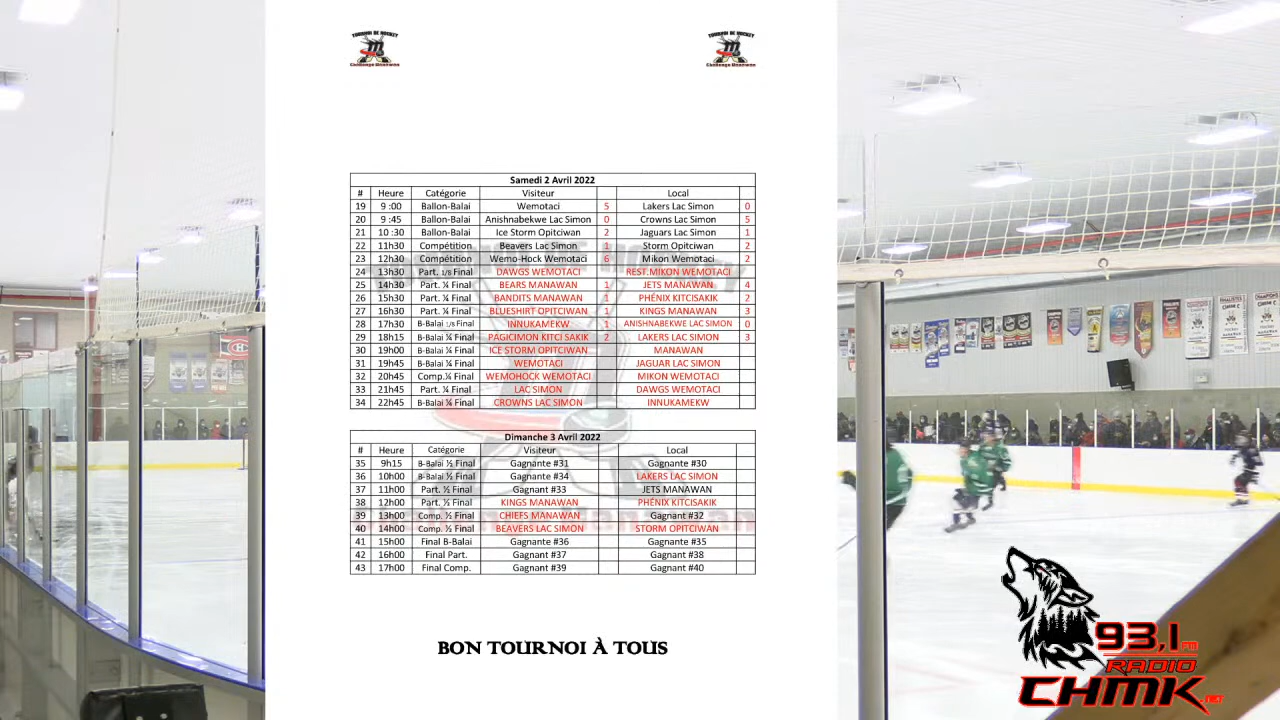 TOURNOI DE HOCKEY
Challenge Manawan
TOURNOI DE HOCKEY
Challenge Manawan
Samedi 2 Avril 2022
# Heure Catégorie Visiteur Local
19 9 :00 Ballon-Balai Wemotaci 5 Lakers Lac Simon 0
20 9 :45 Ballon-Balai Anishnabekwe Lac Simon 0 Crowns Lac Simon 5
21 10 :30 Ballon-Balai Ice Storm Opitciwan 2 Jaguars Lac Simon 1
22 11h30 Compétition Beavers Lac Simon 1 Storm Opitciwan 2
23 12h30 Compétition Wemo-Hock Wemotaci 6 Mikon Wemotaci 2
24 13h30 Part. 1/8 Final DAWGS WEMOTACI REST.MIKON WEMOTACI
25 14h30 Part. ¼ Final BEARS MANAWAN 1 JETS MANAWAN 4
26 15h30 Part. ¼ Final BANDITS MANAWAN 1 PHÉNIX KITCISAKIK 2
27 16h30 Part. ¼ Final BLUESHIRT OPITCIWAN 1 KINGS MANAWAN 3
28 17h30 B-Balai 1/8 Final INNUKAMEKW 1 ANISHNABEKWE LAC SIMON 0
29 18h15 B-Balai ¼ Final PAGICIMON KITCI SAKIK 2 LAKERS LAC SIMON 3
30 19h00 B-Balai ¼ Final ICE STORM OPITCIWAN MANAWAN
31 19h45 B-Balai ¼ Final WEMOTACI JAGUAR LAC SIMON
32 20h45 Comp.¼ Final WEMOHOCK WEMOTACI MIKON WEMOTACI
33 21h45 Part. ¼ Final LAC SIMON DAWGS WEMOTACI
34 22h45 B-Balai ¼ Final CROWNS LAC SIMON INNUKAMEKW
Dimanche 3 Avril 2022
# Heure Catégorie Visiteur Local
35 9h15 B-Balai ½ Final Gagnante #31 Gagnante #30
36 10h00 B-Balai ½ Final Gagnante #34 LAKERS LAC SIMON
37 11h00 Part. ½ Final Gagnant #33 JETS MANAWAN
38 12h00 Part. ½ Final KINGS MANAWAN PHÉNIX KITCISAKIK
39 13h00 Comp. ½ Final CHIEFS MANAWAN Gagnant #32
40 14h00 Comp. ½ Final BEAVERS LAC SIMON STORM OPITCIWAN
41 15h00 Final B-Balai Gagnante #36 Gagnante #35
42 16h00 Final Part. Gagnant #37 Gagnant #38
43 17h00 Final Comp. Gagnant #39 Gagnant #40
BON TOURNOI À TOUS
93,1 FM
RADIO
CHMK.NET